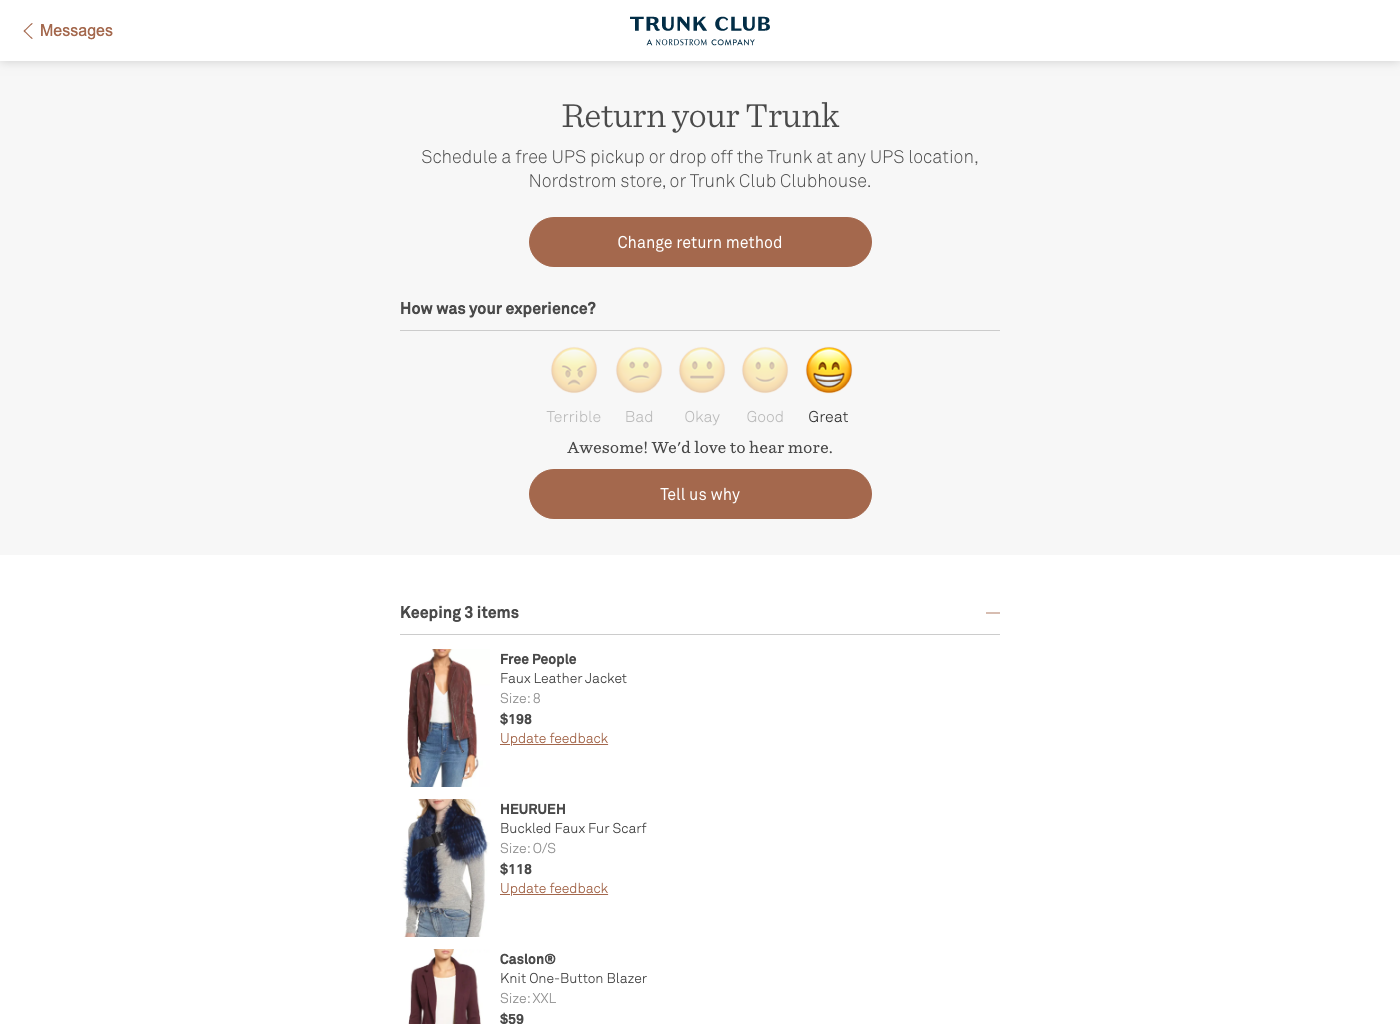 Messages
TRUNK CLUB
A NORDSTROM COMPANY
Return your Trunk
Schedule a free UPS pickup or drop off the Trunk at any UPS location,
Nordstrom store, or Trunk Club Clubhouse.
Change return method
How was your experience?
Terrible
Bad
Okay
Good
Great
Awesome! We'd love to hear more.
Tell us why
Keeping 3 items
Free People
Faux Leather Jacket
Size: 8
$198
Update feedback
HEURUEH
Buckled Faux Fur Scarf
Size: O/S
$118
Update feedback
Caslon®
Knit One-Button Blazer
Size: XXL
$59